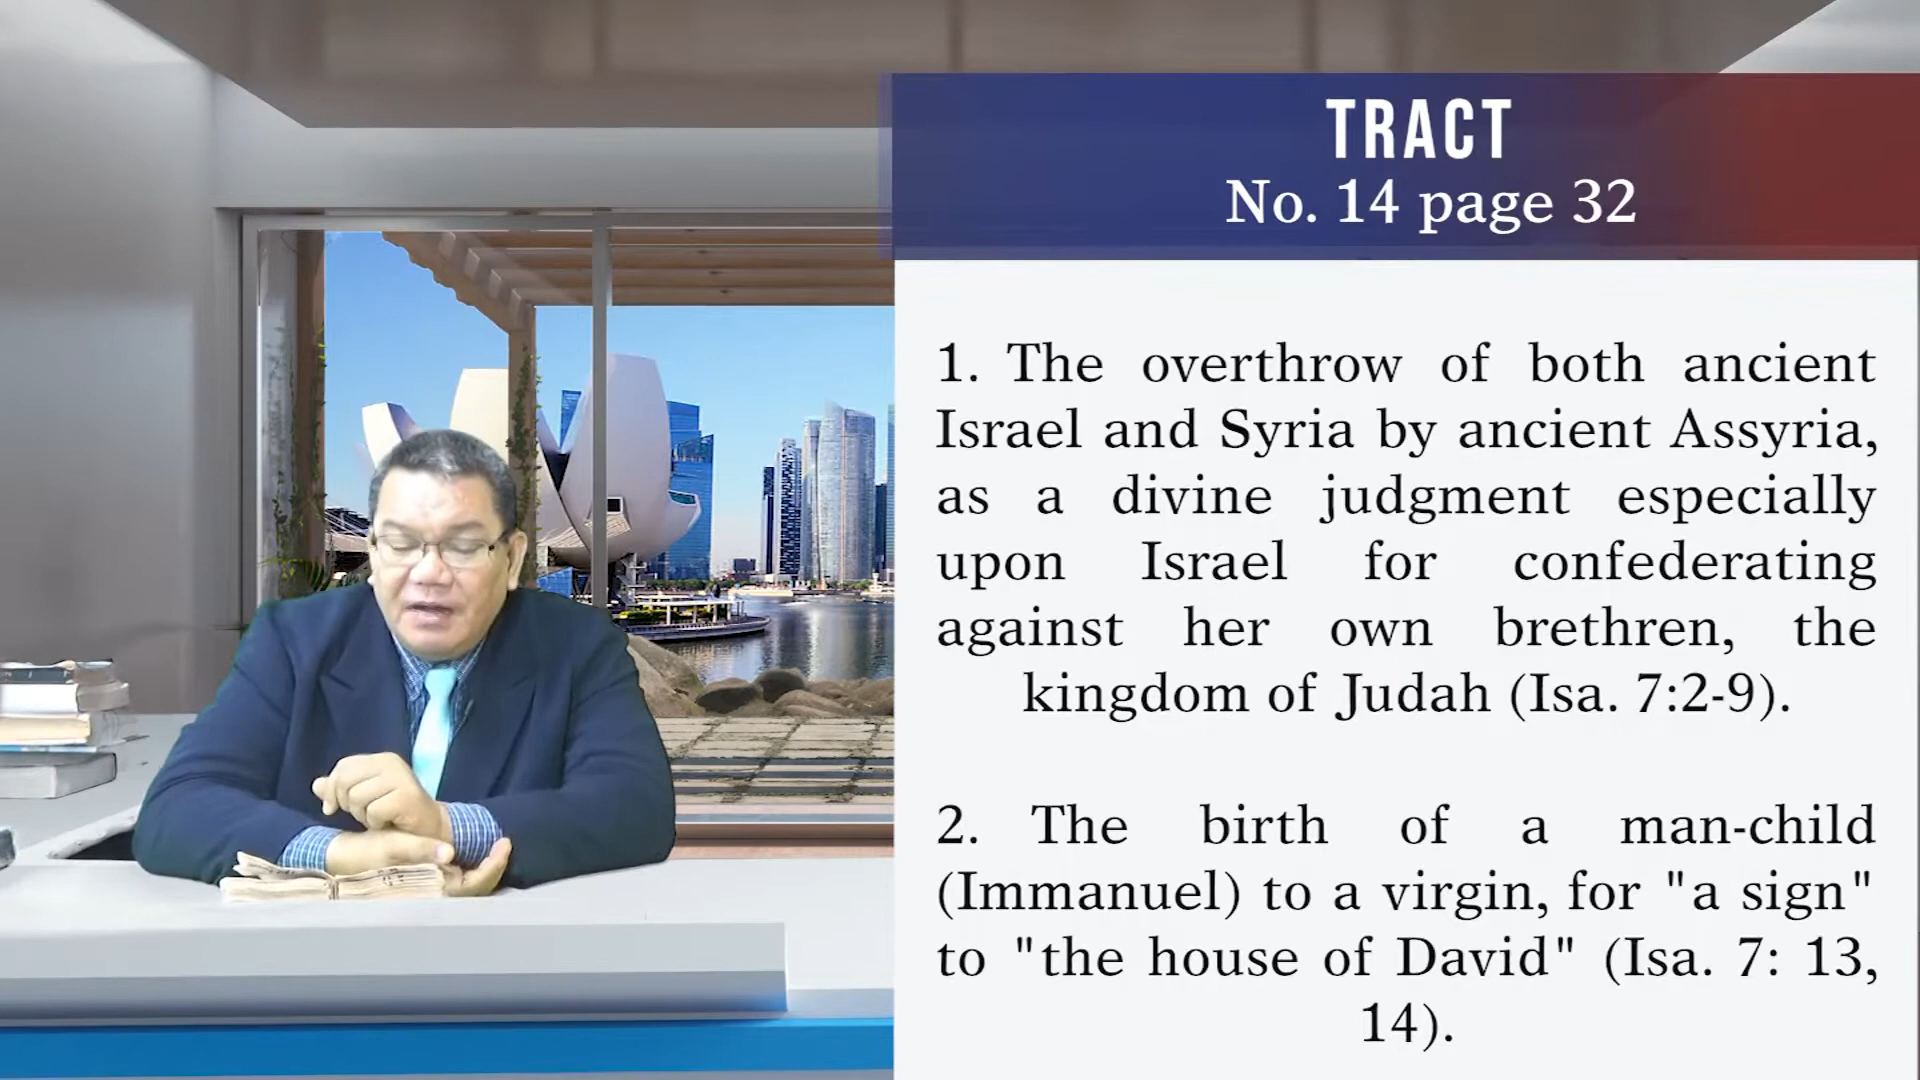 TRACT
No. 14 page 32
1. The overthrow of both ancient
Israel and Syria by ancient Assyria,
as a divine judgment especially
upon Israel for confederating
against her own brethren, the
kingdom of Judah (Isa. 7:2-9).
2. The birth of a man-child
(Immanuel) to a virgin, for "a sign"
to "the house of David" (Isa. 7: 13,
14).